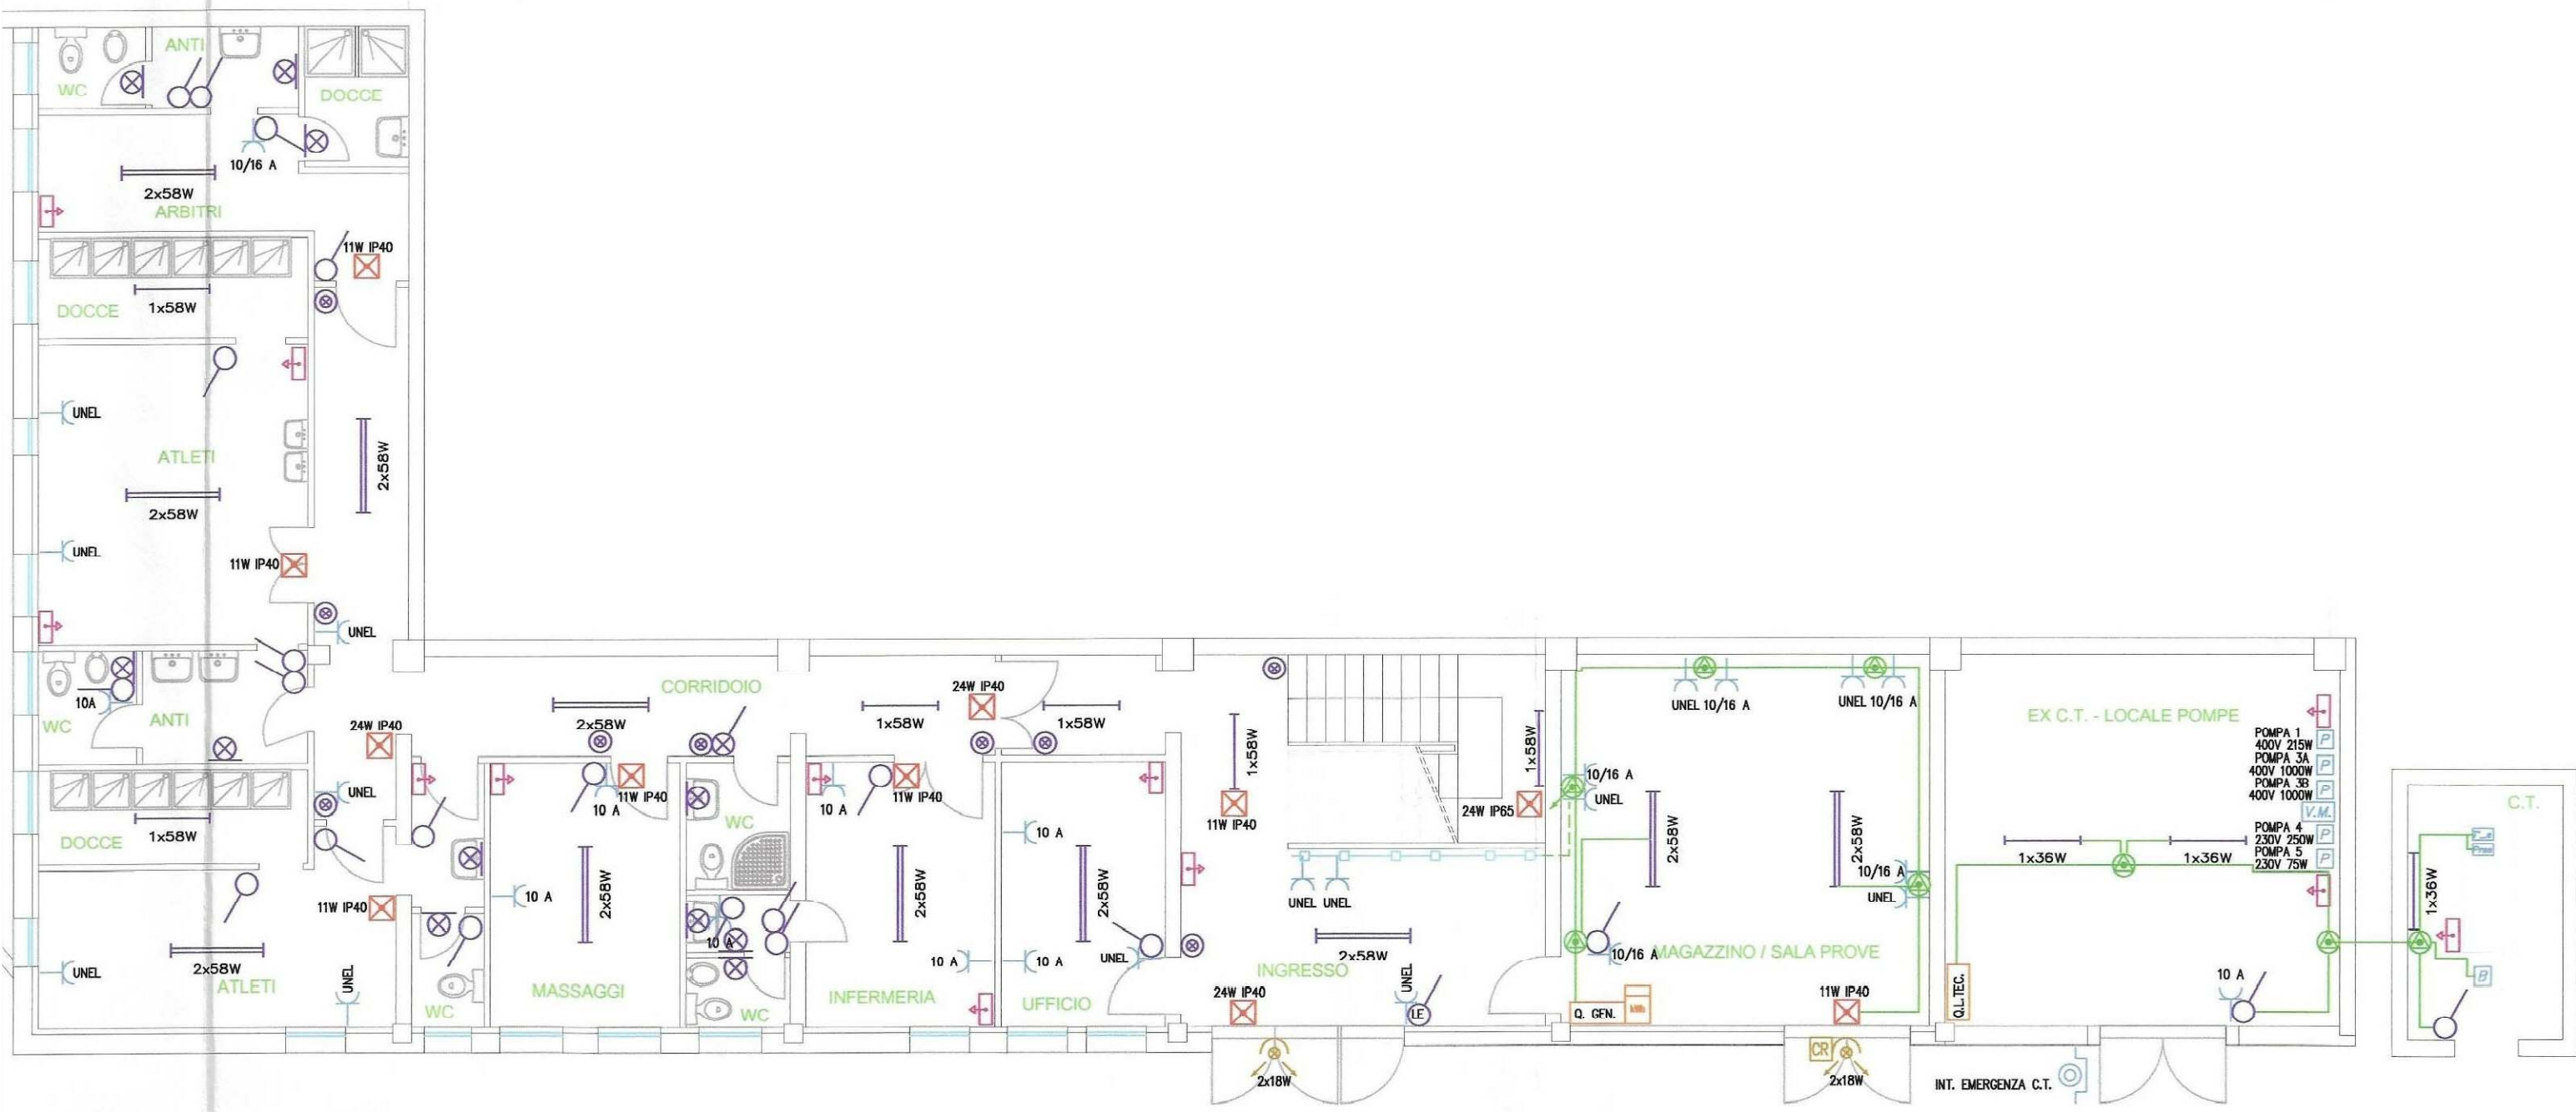 ANTI
WC
DOCCE
10/16 A
2x58W
ARBITRI
11W IP40
1x58W
DOCCE
UNEL
ATLETI
2x58W
2x58W
UNEL
11W IP40
UNEL
10A
WC
ANTI
24W IP40
UNEL
1x58W
DOCCE
11W IP40
2x58W
ATLETI
UNEL
UNEL
WC
CORRIDOIO
2x58W
11W IP40
10 A
10 A
2x58W
MASSAGGI
WC
10 A
WC
1x58W
24W IP40
1x58W
11W IP40
10 A
2x58W
10 A
INFERMERIA
10 A
2x58W
10 A
UNEL
UFFICIO
1x58W
11W IP40
1x58W
24W IP65
UNEL UNEL
2x58W
INGRESSO
24W IP40
UNEL
LE
2x18W
UNEL 10/16 A
UNEL 10/16 A
10/16 A
UNEL
2x58W
2x58W
10/16 A
UNEL
10/16 A
MAGAZZINO / SALA PROVE
Q. GEN.
11W IP40
CR
2x18W
EX C.T. - LOCALE POMPE
POMPA 1
400V 215W P
POMPA 3A
400V 1000W P
POMPA 3B
400V 1000W P
V.M.
POMPA 4
230V 250W P
POMPA 5
230V 75W P
1x36W
1x36W
Q.L.TEC.
10 A
INT. EMERGENZA C.T.
C.T.
1x36W
B